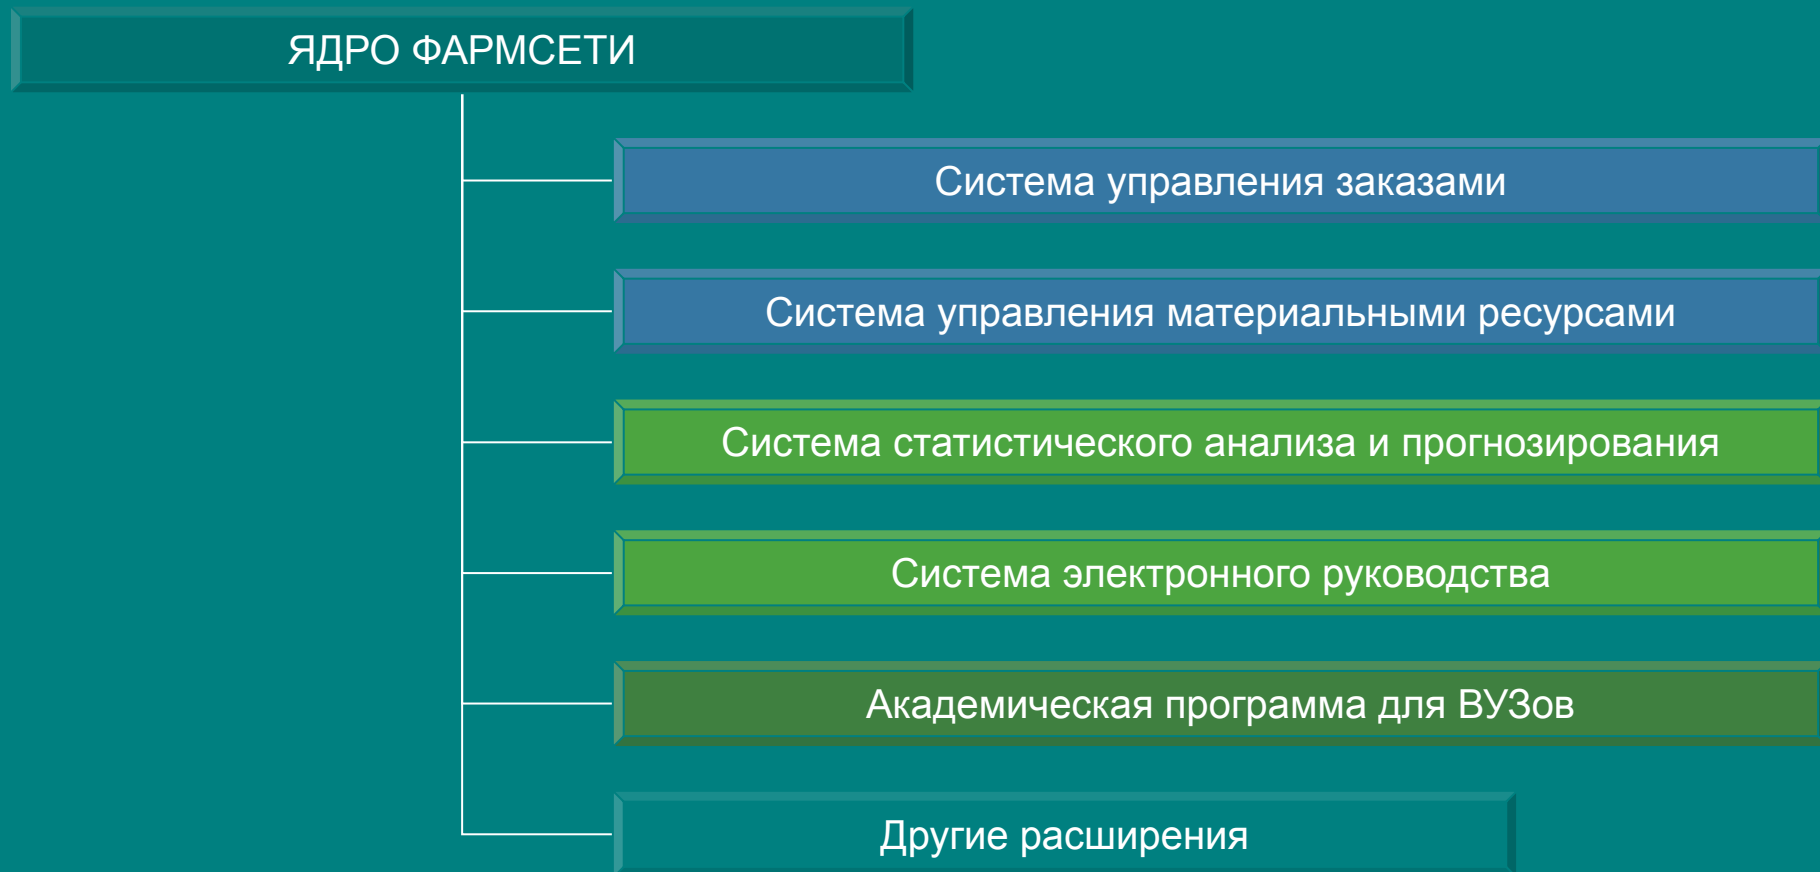 ЯДРО ФАРМСЕТИ
Система управления заказами
Система управления материальными ресурсами
Система статистического анализа и прогнозирования
Система электронного руководства
Академическая программа для ВУЗов
Другие расширения